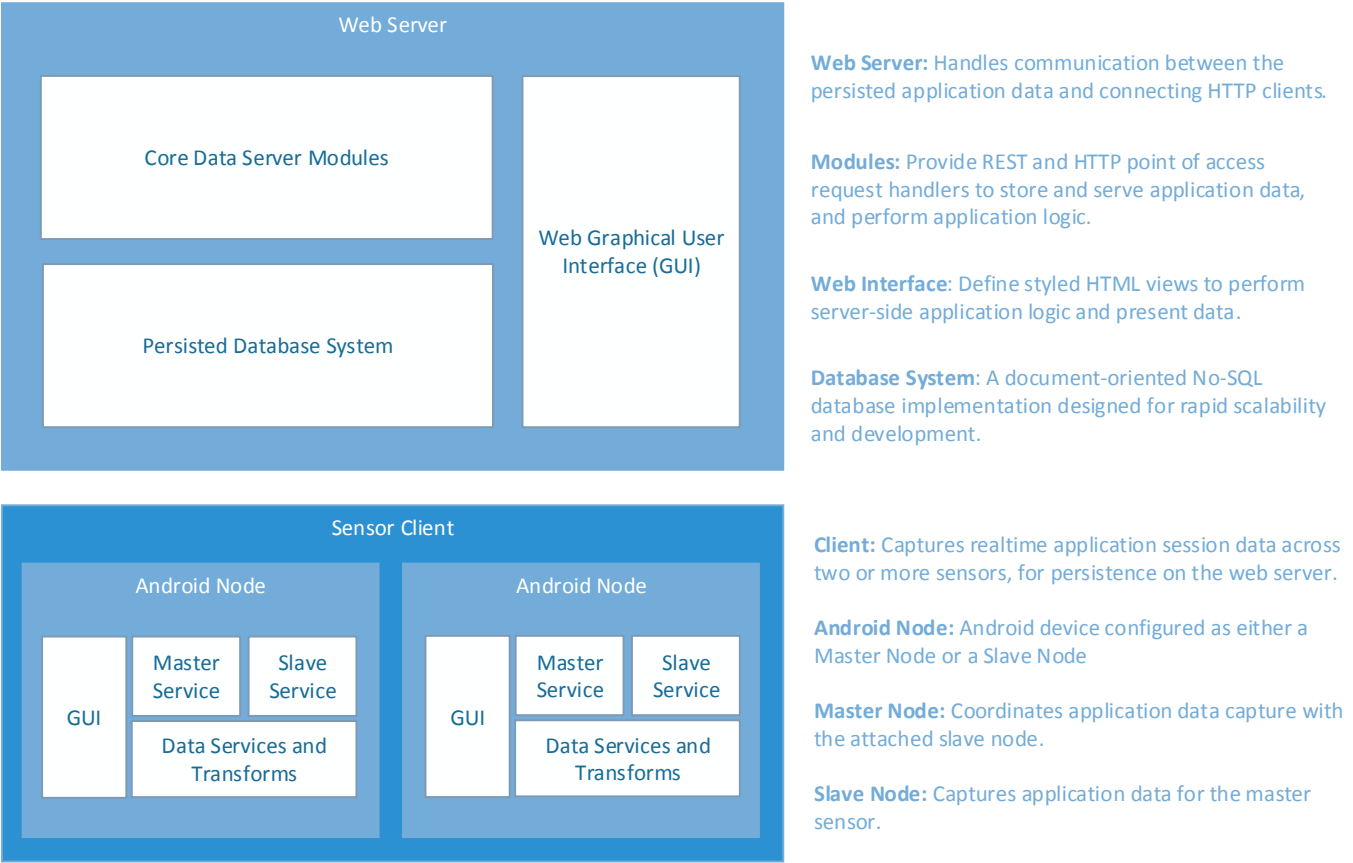 Web Server
Core Data Server Modules
Persisted Database System
Web Graphical User
Interface (GUI)
Web Server: Handles communication between the
persisted application data and connecting HTTP clients.
Modules: Provide REST and HTTP point of access
request handlers to store and serve application data,
and perform application logic.
Web Interface: Define styled HTML views to perform
server-side application logic and present data.
Database System: A document-oriented No-SQL
database implementation designed for rapid scalability
and development.
Sensor Client
Android Node
GUI
Master
Service
Slave
Service
Data Services and
Transforms
Android Node
GUI
Master
Service
Slave
Service
Data Services and
Transforms
Client: Captures realtime application session data across
two or more sensors, for persistence on the web server.
Android Node: Android device configured as either a
Master Node or a Slave Node
Master Node: Coordinates application data capture with
the attached slave node.
Slave Node: Captures application data for the master
sensor.